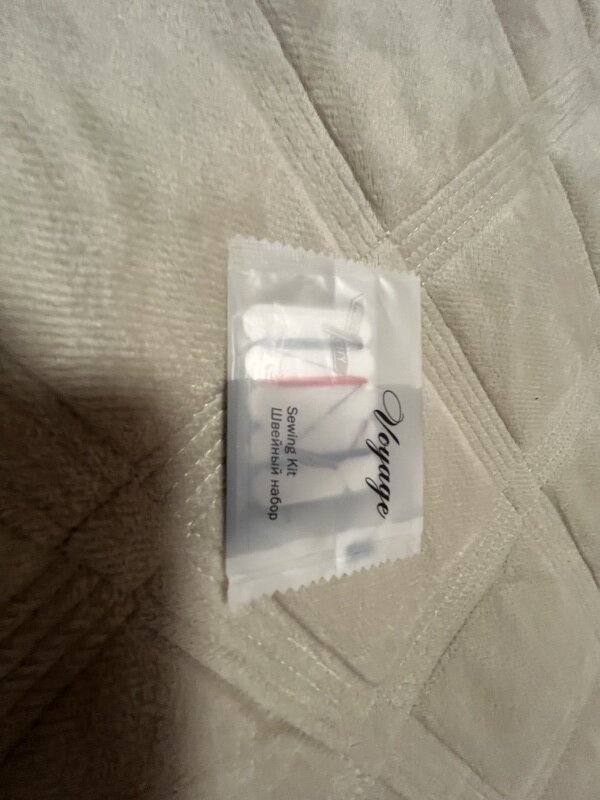 Voyage
Sewing Kit
Швейный набор